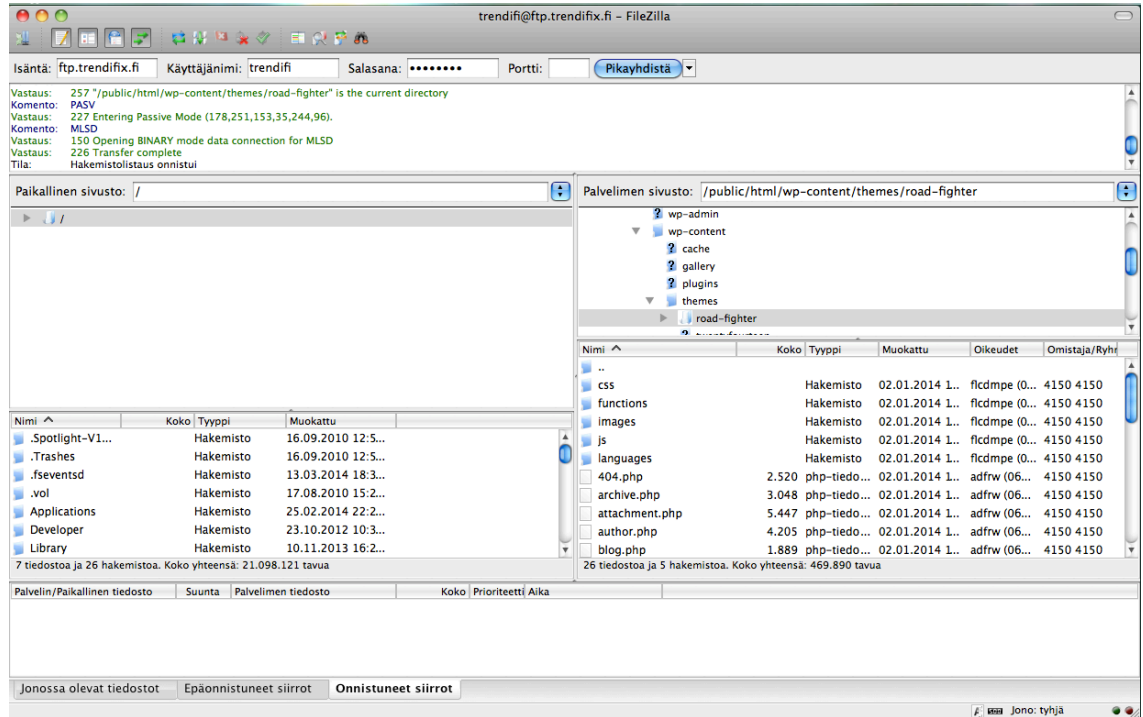 trendifi@ftp.trendifix.fi – FileZilla
Isäntä: ftp.trendifix.fi Käyttäjänimi: trendifi Salasana: •••••••• Portti: Pikayhdistä
Vastaus: 257 "/public/html/wp-content/themes/road-fighter" is the current directory
Komento: PASV
Vastaus: 227 Entering Passive Mode (178,251,153,35,244,96).
Komento: MLSD
Vastaus: 150 Opening BINARY mode data connection for MLSD
Vastaus: 226 Transfer complete
Tila: Hakemistolistaus onnistui
Paikallinen sivusto: /
/
Nimi Koko Tyyppi Muokattu
.Spotlight-V1... Hakemisto 16.09.2010 12:5...
.Trashes Hakemisto 16.09.2010 12:5...
.fseventsd Hakemisto 13.03.2014 18:3...
.vol Hakemisto 17.08.2010 15:2...
Applications Hakemisto 25.02.2014 22:2...
Developer Hakemisto 23.10.2012 10:3...
Library Hakemisto 10.11.2013 16:2...
7 tiedostoa ja 26 hakemistoa. Koko yhteensä: 21.098.121 tavua
Palvelimen sivusto: /public/html/wp-content/themes/road-fighter
wp-admin
wp-content
cache
gallery
plugins
themes
road-fighter
Nimi Koko Tyyppi Muokattu Oikeudet Omistaja/Ryhr
..
css Hakemisto 02.01.2014 1... flcdmpe (0... 4150 4150
functions Hakemisto 02.01.2014 1... flcdmpe (0... 4150 4150
images Hakemisto 02.01.2014 1... flcdmpe (0... 4150 4150
js Hakemisto 02.01.2014 1... flcdmpe (0... 4150 4150
languages Hakemisto 02.01.2014 1... flcdmpe (0... 4150 4150
404.php 2.520 php-tiedo... 02.01.2014 1... adfrw (06... 4150 4150
archive.php 3.048 php-tiedo... 02.01.2014 1... adfrw (06... 4150 4150
attachment.php 5.447 php-tiedo... 02.01.2014 1... adfrw (06... 4150 4150
author.php 4.205 php-tiedo... 02.01.2014 1... adfrw (06... 4150 4150
blog.php 1.889 php-tiedo... 02.01.2014 1... adfrw (06... 4150 4150
26 tiedostoa ja 5 hakemistoa. Koko yhteensä: 469.890 tavua
Palvelin/Paikallinen tiedosto Suunta Palvelimen tiedosto Koko Prioriteetti Aika
Jonossa olevat tiedostot Epäonnistuneet siirrot Onnistuneet siirrot
Jono: tyhjä